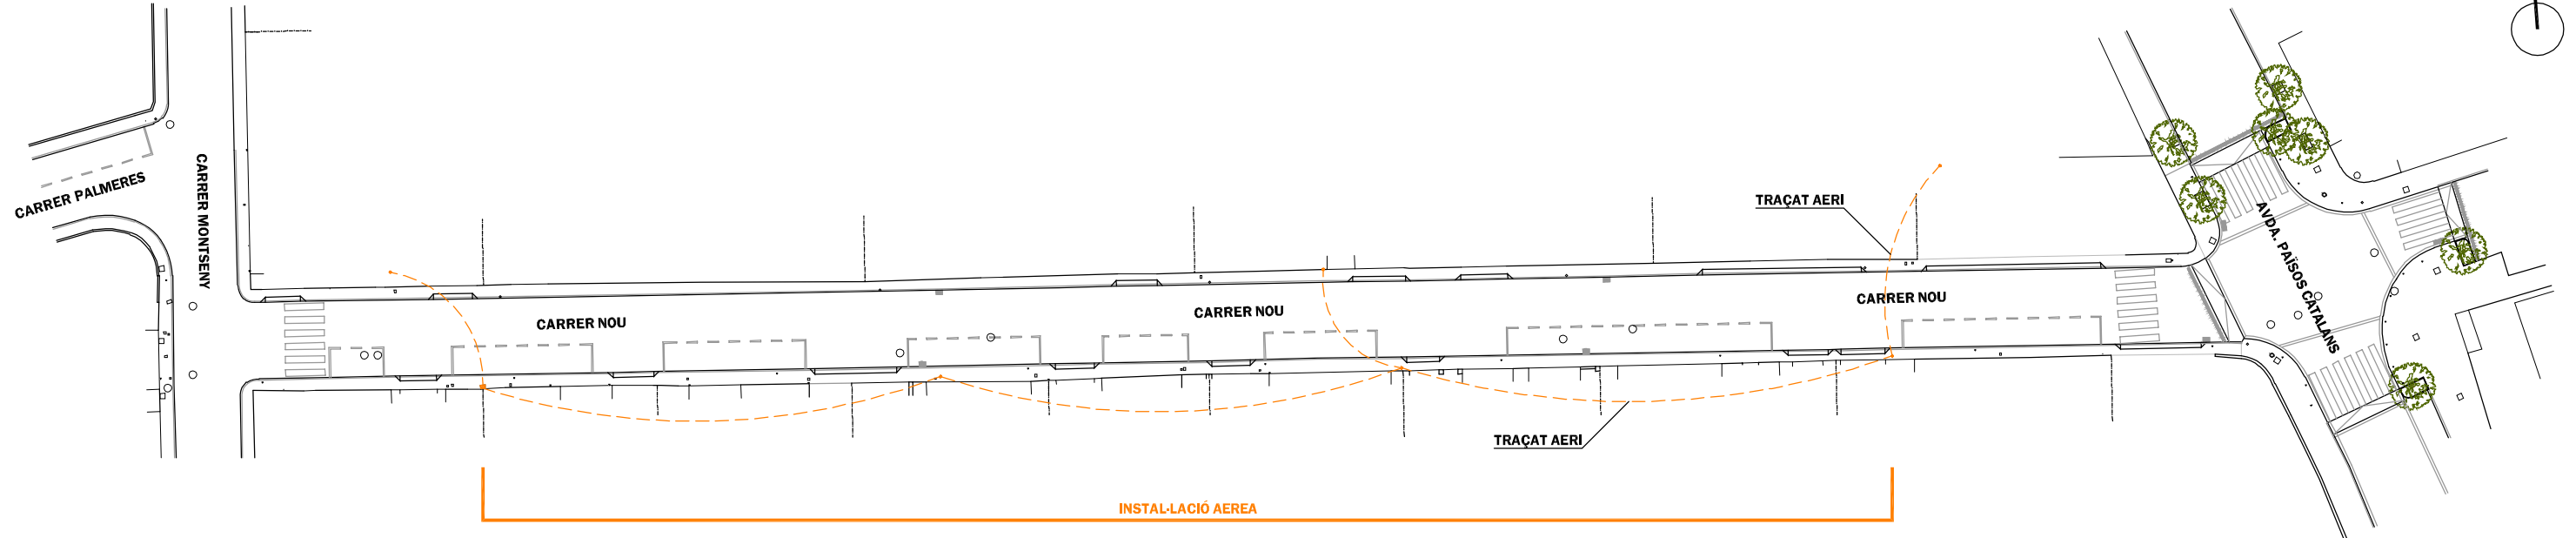 CARRER PALMERES
CARRER MONTSENY
CARRER NOU
CARRER NOU
TRAÇAT AERI
CARRER NOU
AVDA. PAÏSOS CATALANS
TRAÇAT AERI
INSTAL·LACIÓ AEREA